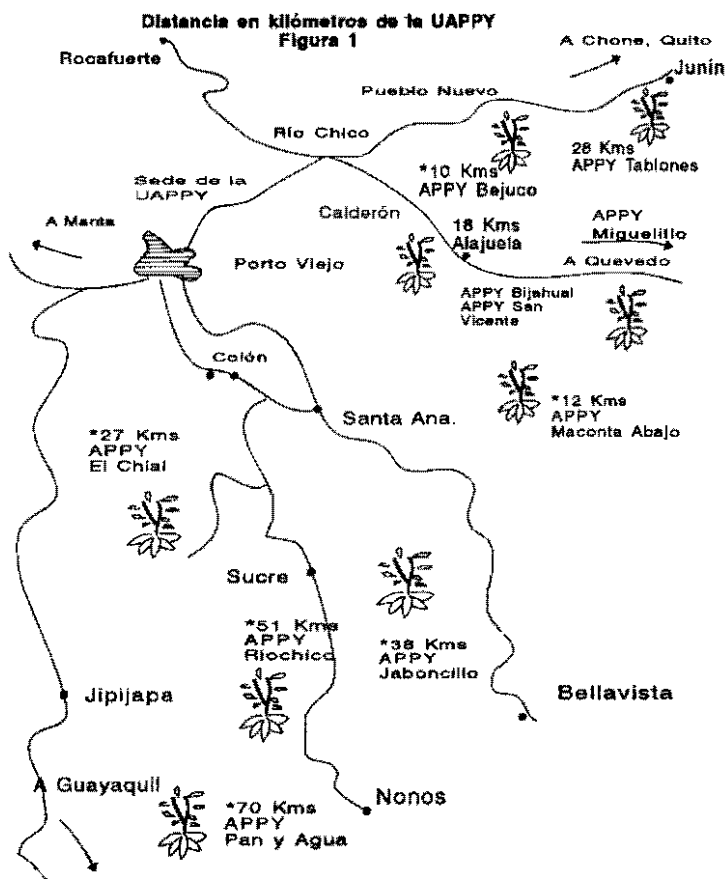 Distancia en kilómetros de la UAPPY
Figura 1
Rocafuerte
A Chone, Quito
Junín
Pueblo Nuevo
Río Chico
28 Kms
APPY Tablones
*10 Kms
APPY Bejuco
Sede de la
UAPPY
Calderón
18 Kms
Alajuela
APPY
Miguelillo
A Manta
Porto Viejo
A Quevedo
APPY Bijahual
APPY San
Vicente
Colón
Santa Ana.
*12 Kms
APPY
Maconta Abajo
*27 Kms
APPY
El Chial
Sucre
*51 Kms
APPY
Riochico
*38 Kms
APPY
Jaboncillo
Jipijapa
Bellavista
A Guayaquil
Nonos
*70 Kms
APPY
Pan y Agua